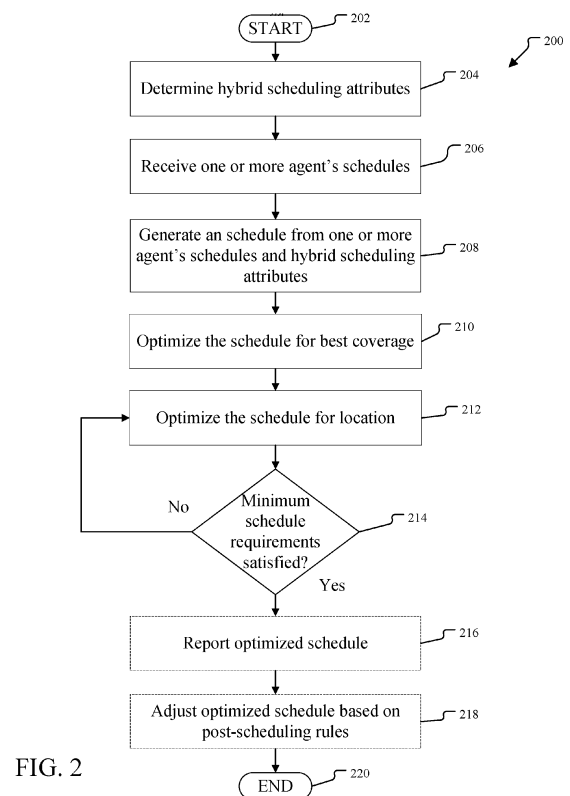 START
202
200
Determine hybrid scheduling attributes
204
Receive one or more agent's schedules
206
Generate an schedule from one or more
agent's schedules and hybrid scheduling
attributes
208
Optimize the schedule for best coverage
210
Optimize the schedule for location
212
No
Minimum
schedule
requirements
satisfied?
214
Yes
Report optimized schedule
216
Adjust optimized schedule based on
post-scheduling rules
218
FIG. 2
END
220